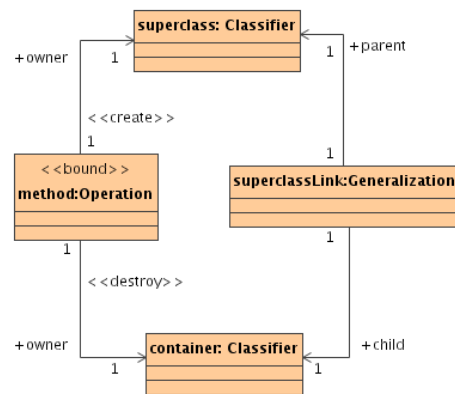 superclass: Classifier
+owner
1
1
+parent
<<create>>
1
1
<<bound>>
method:Operation
superclassLink:Generalization
1
1
<<destroy>>
+owner
container: Classifier
+child
1
1